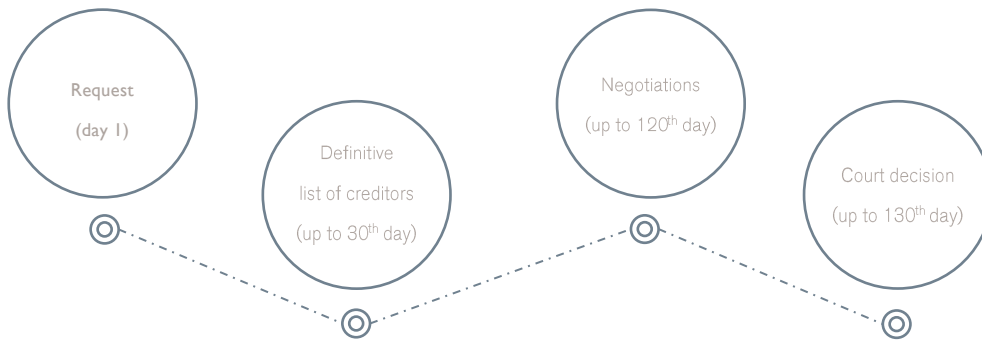 Request
(day 1)
Definitive
list of creditors
(up to 30th day)
Negotiations
(up to 120th day)
Court decision
(up to 130th day)